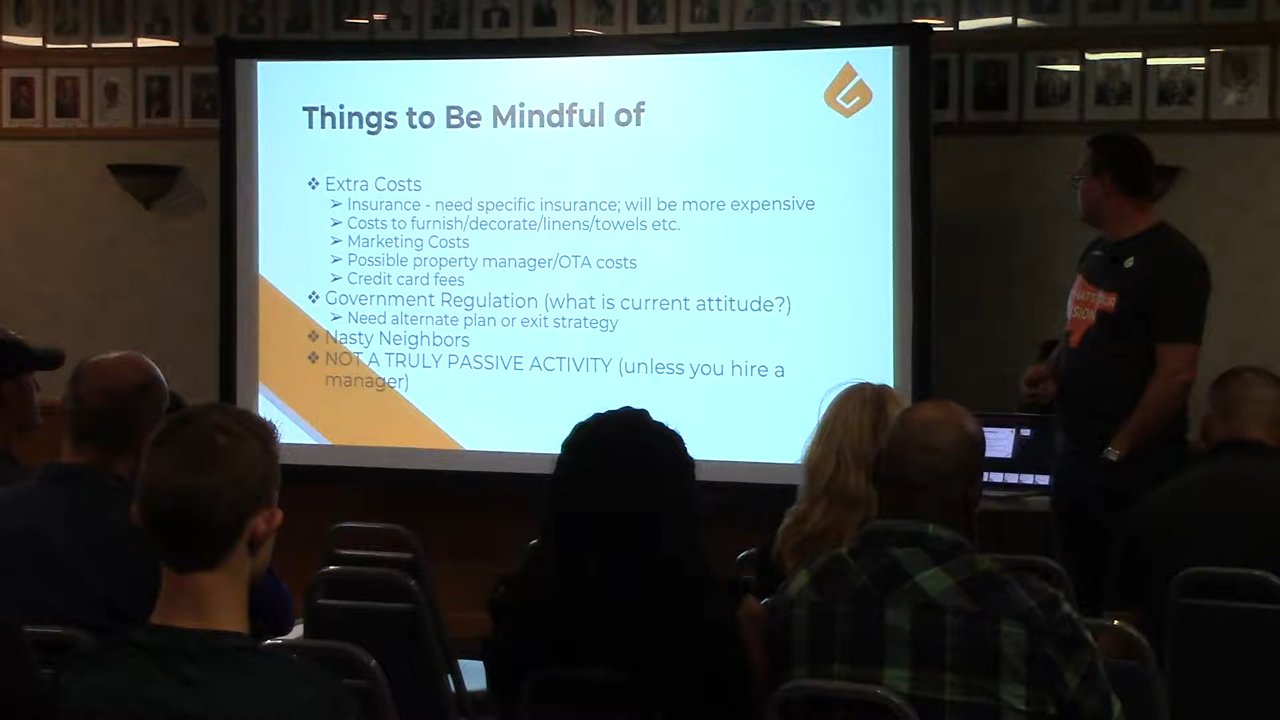 Things to Be Mindful of
❖ Extra Costs
➢ Insurance - need specific insurance; will be more expensive
➢ Costs to furnish/decorate/linens/towels etc.
➢ Marketing Costs
➢ Possible property manager/OTA costs
➢ Credit card fees
❖ Government Regulation (what is current attitude?)
➢ Need alternate plan or exit strategy
❖ Nasty Neighbors
❖ NOT A TRULY PASSIVE ACTIVITY (unless you hire a
manager)